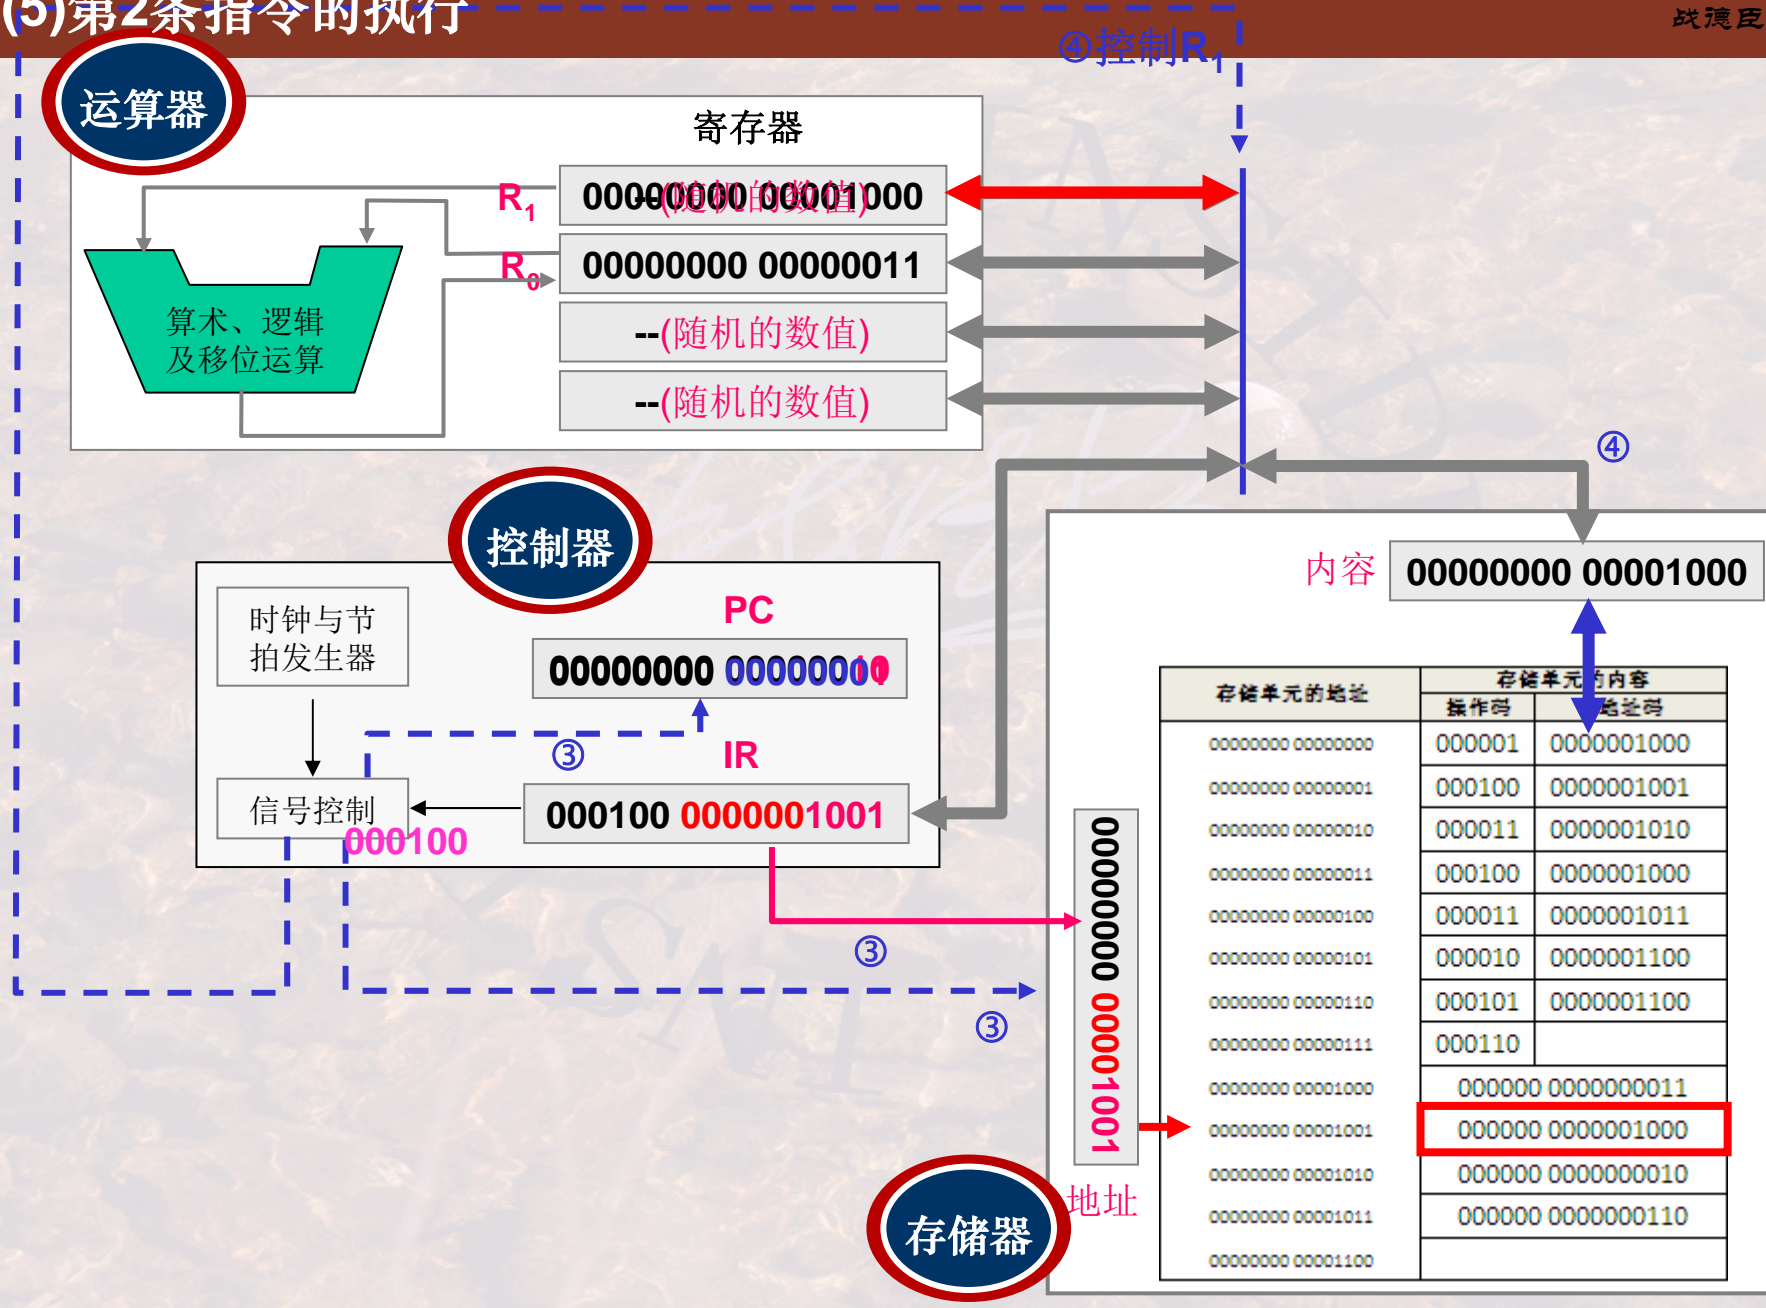 (5)第2条指令的执行
战德臣
④控制R1
运算器
寄存器
R1
00000000 00001000
--(随机的数值)
R0
00000000 00000011
--(随机的数值)
--(随机的数值)
算术、逻辑
及移位运算
④
控制器
内容
00000000 00001000
时钟与节
拍发生器
PC
00000000
③
IR
信号控制
000100 0000001001
000100
③
③
00000000 00001001
地址
存储器
存储单元的地址
存储单元的内容
操作码
地址码
00000000 00000000 000001 0000001000
00000000 00000001 000100 0000001001
00000000 00000010 000011 0000001010
00000000 00000011 000100 0000001000
00000000 00000100 000011 0000001011
00000000 00000101 000010 0000001100
00000000 00000110 000101 0000001100
00000000 00000111 000110
00000000 00001000 000000 0000000011
00000000 00001001 000000 0000001000
00000000 00001010 000000 0000000010
00000000 00001011 000000 0000000110
00000000 00001100